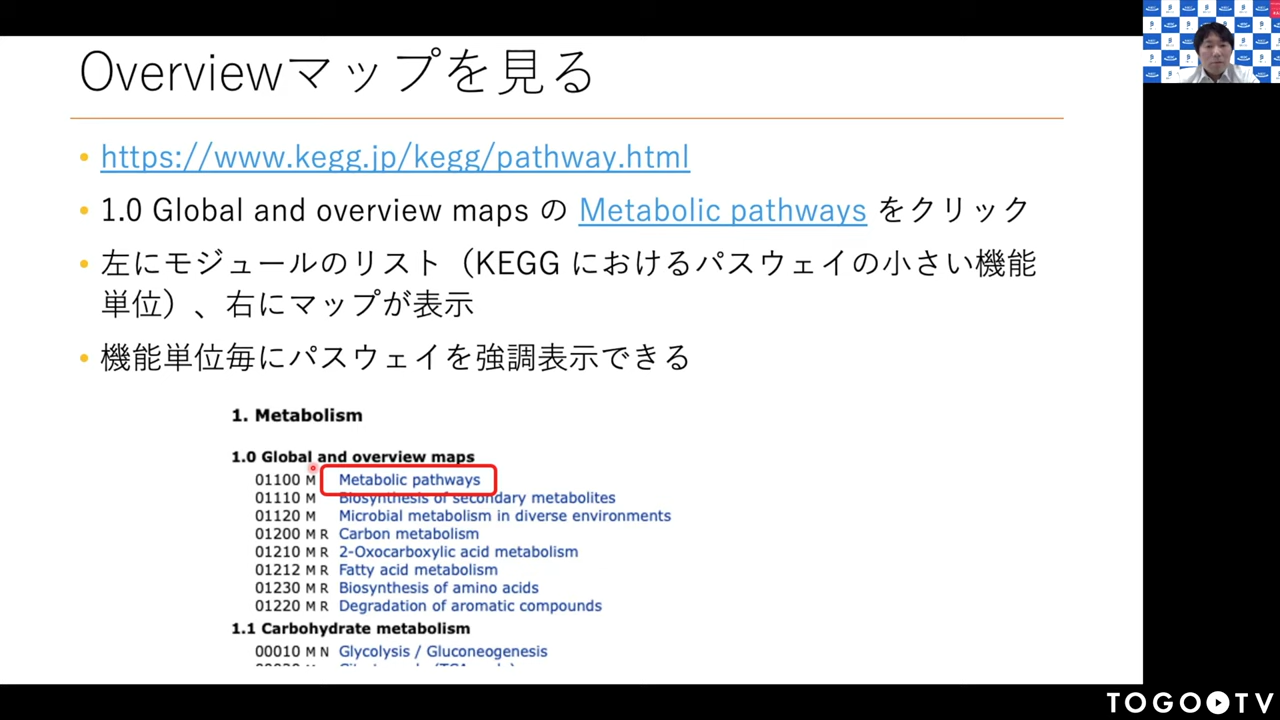 Overviewマップを見る
• https://www.kegg.jp/kegg/pathway.html
• 1.0 Global and overview maps の Metabolic pathways をクリック
• 左にモジュールのリスト（KEGG におけるパスウェイの小さい機能
単位）、右にマップが表示
• 機能単位毎にパスウェイを強調表示できる
1. Metabolism
1.0 Global and overview maps
01100 M Metabolic pathways
01110 M Biosynthesis of secondary metabolites
01120 M Microbial metabolism in diverse environments
01200 M R Carbon metabolism
01210 M R 2-Oxocarboxylic acid metabolism
01212 M R Fatty acid metabolism
01230 M R Biosynthesis of amino acids
01220 M R Degradation of aromatic compounds
1.1 Carbohydrate metabolism
00010 M N Glycolysis / Gluconeogenesis
TOGO TV